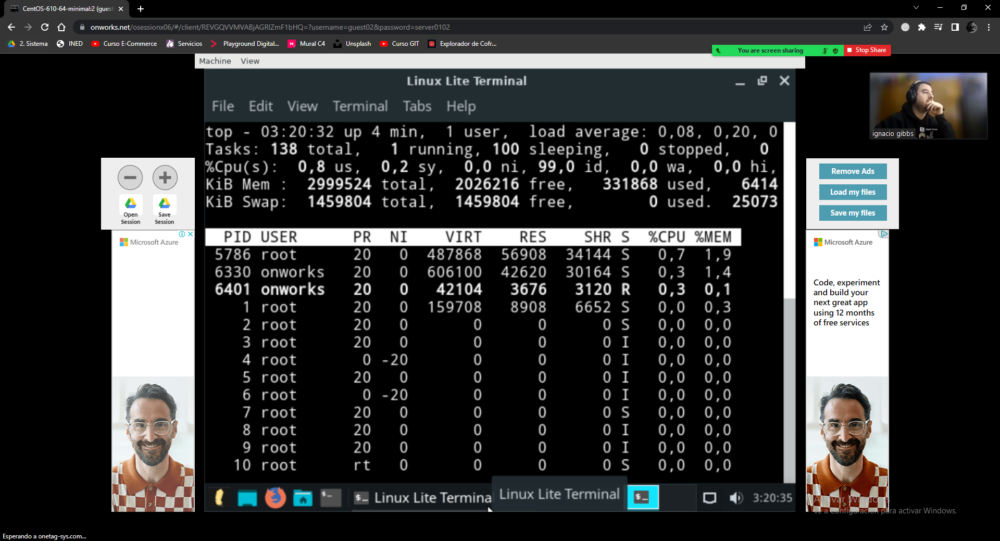 CentOS-610-64-minimal:2 (gues
onworks.net/osessionx06/#/client/REVGQVVMVABjAGRlZmF1bHQ=?username=guest02&password=server0102
2. Sistema INED Curso E-Commerce Servicios Playground Digital... Mural C4 Unsplash Curso GIT Explorador de Cofr...
You are screen sharing Stop Share
Machine View
Linux Lite Terminal
File Edit View Terminal Tabs Help
ignacio gibbs
top - 03:20:32 up 4 min, 1 user, load average: 0,08, 0,20, 0
Tasks: 138 total, 1 running, 100 sleeping, 0 stopped, 0
%Cpu(s): 0,8 us, 0,2 sy, 0,0 ni, 99,0 id, 0,0 wa, 0,0 hi,
KiB Mem : 2999524 total, 2026216 free, 331868 used, 6414
KiB Swap: 1459804 total, 1459804 free, 0 used. 25073
PID USER PR NI VIRT RES SHR S %CPU %MEM
5786 root 20 0 487868 56908 34144 S 0,7 1,9
6330 onworks 20 0 606100 42620 30164 S 0,3 1,4
6401 onworks 20 0 42104 3676 3120 R 0,3 0,1
1 root 20 0 159708 8908 6652 S 0,0 0,3
2 root 20 0 0 0 0 S 0,0 0,0
3 root 20 0 0 0 0 I 0,0 0,0
4 root 0 -20 0 0 0 I 0,0 0,0
5 root 20 0 0 0 0 I 0,0 0,0
6 root 0 -20 0 0 0 I 0,0 0,0
7 root 20 0 0 0 0 S 0,0 0,0
8 root 20 0 0 0 0 I 0,0 0,0
9 root 20 0 0 0 0 I 0,0 0,0
10 root rt 0 0 0 0 S 0,0 0,0
Open Session
Save Session
Microsoft Azure
Remove Ads
Load my files
Save my files
Microsoft Azure
Code, experiment
and build your
next great app
using 12 months
of free services
$_ Linux Lite Termina
Linux Lite Terminal
$_
3:20:35
Activar Windows
Ve a Configuración para activar Windows.
Esperando a onetag-sys.com...